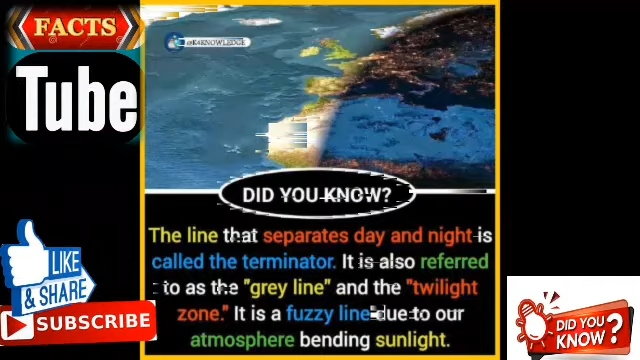 FACTS
Tube
@K4KNOWLEDGE
DID YOU KNOW?
The line that separates day and night is
called the terminator. It is also referred
to as the "grey line" and the "twilight
zone." It is a fuzzy line due to our
atmosphere bending sunlight.
LIKE
& SHARE
SUBSCRIBE
DID YOU
KNOW?